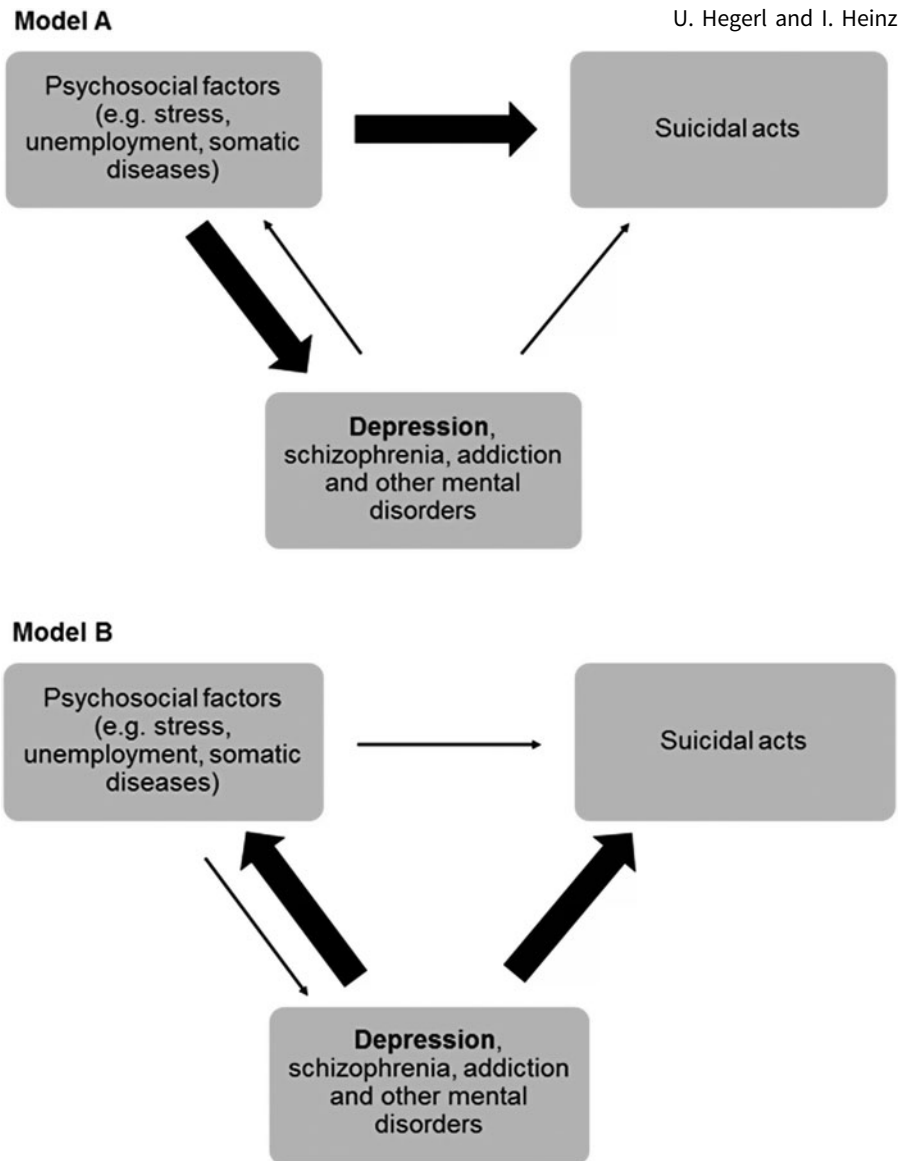 Model A
U. Hegerl and I. Heinz
Psychosocial factors
(e.g. stress,
unemployment, somatic
diseases)
Suicidal acts
Depression,
schizophrenia, addiction
and other mental
disorders
Model B
Psychosocial factors
(e.g. stress,
unemployment, somatic
diseases)
Suicidal acts
Depression,
schizophrenia, addiction
and other mental
disorders